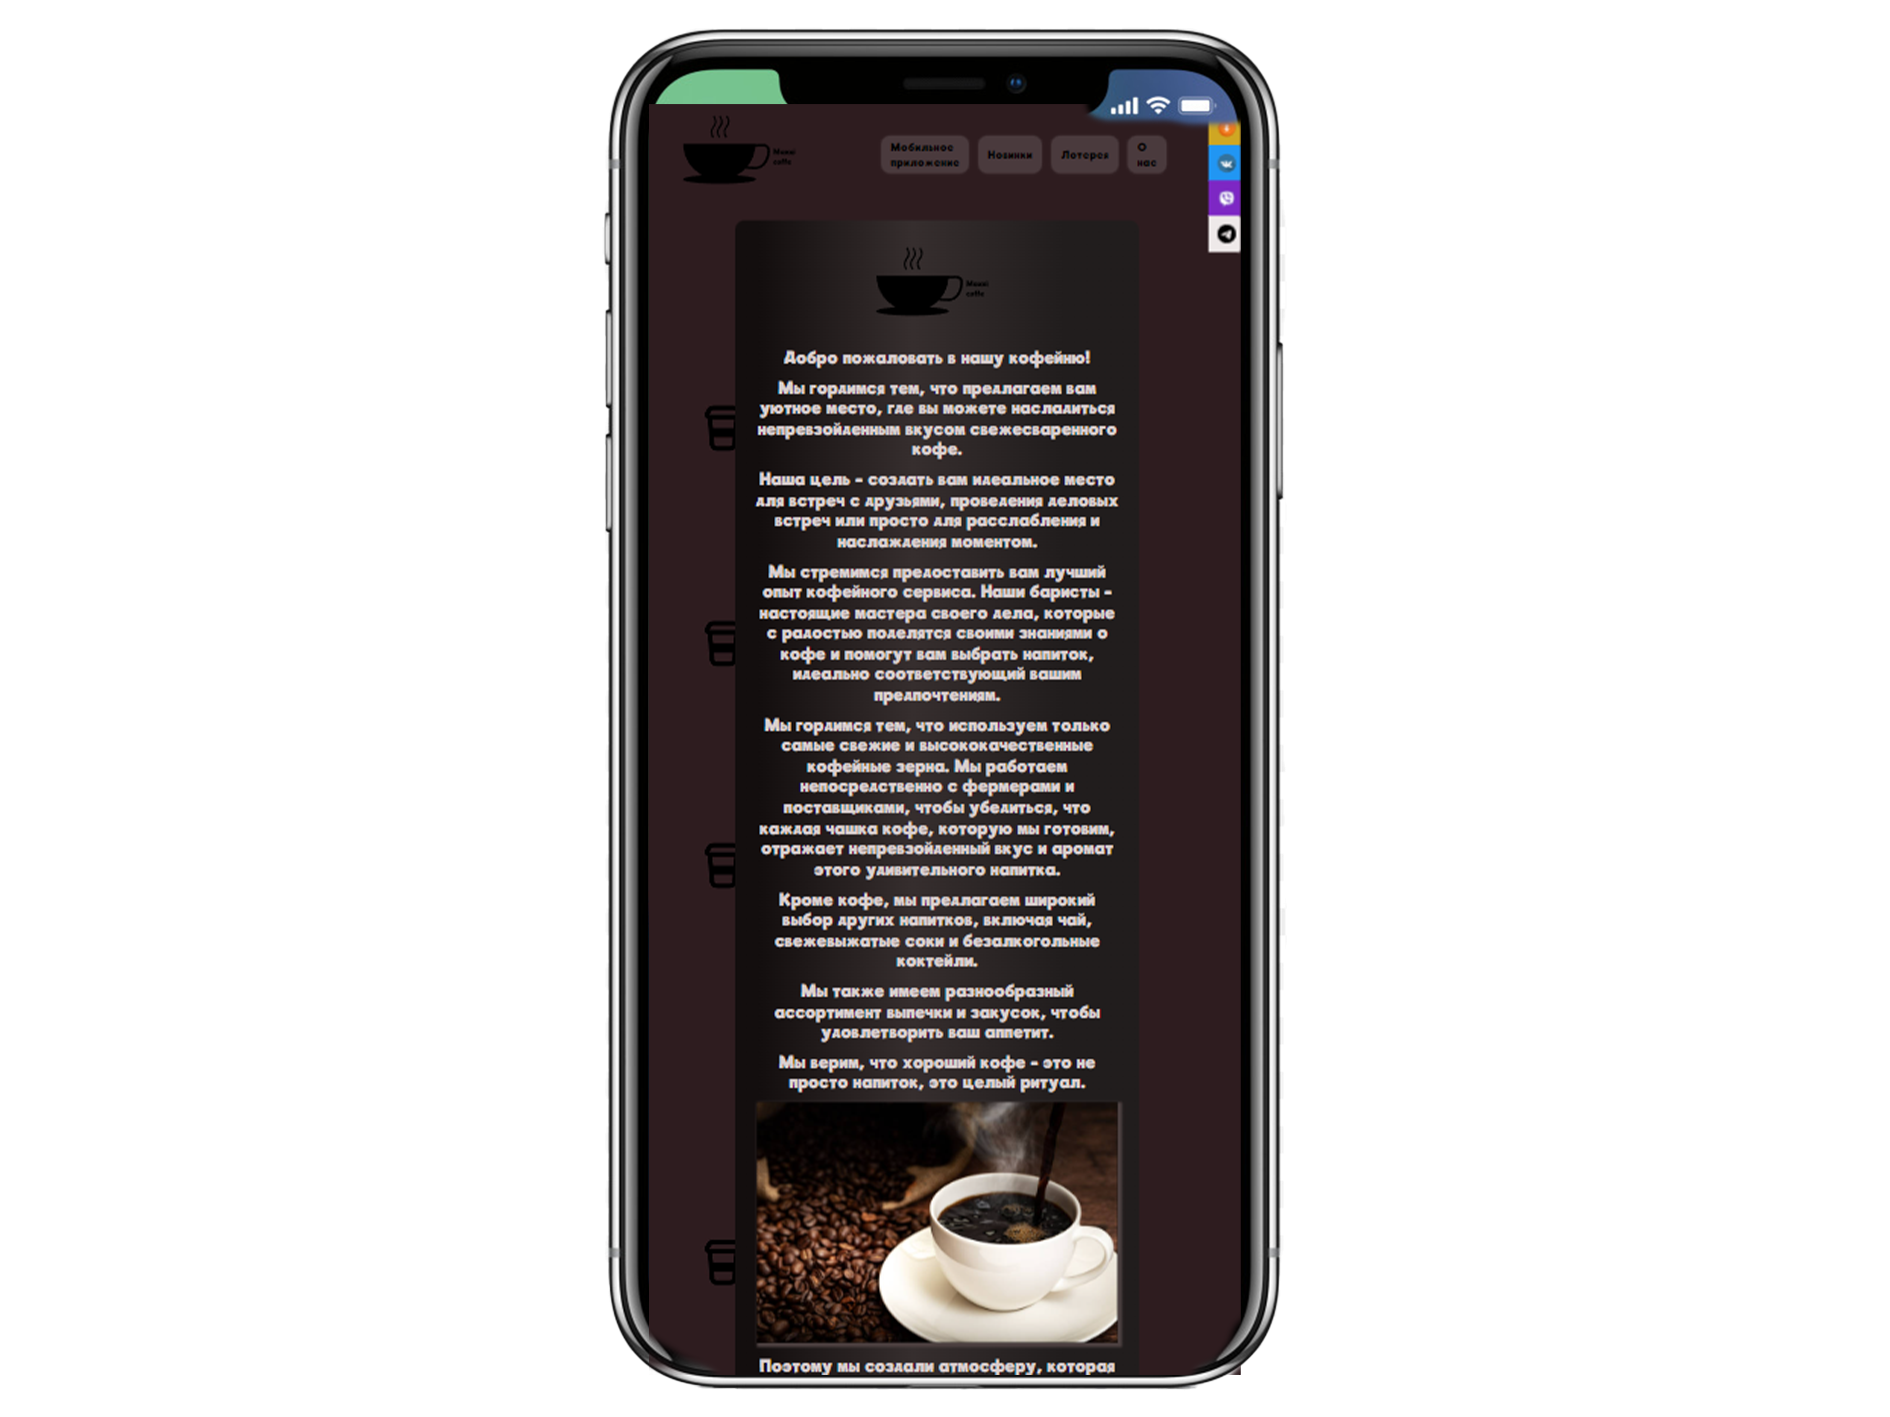 Мобильное
приложение
Новинки
Лотерея
О
нас
caffe
caffe
Добро пожаловать в нашу кофейню!
Мы гордимся тем, что предлагаем вам
уютное место, где вы можете насладиться
непревзойденным вкусом свежесваренного
кофе.
Наша цель - создать вам идеальное место
для встреч с друзьями, проведения деловых
встреч или просто для расслабления и
наслаждения моментом.
Мы стремимся предоставить вам лучший
опыт кофейного сервиса. Наши баристы -
настоящие мастера своего дела, которые
с радостью поделятся своими знаниями о
кофе и помогут вам выбрать напиток,
идеально соответствующий вашим
предпочтениям.
Мы гордимся тем, что используем только
самые свежие и высококачественные
кофейные зерна. Мы работаем
непосредственно с фермерами и
поставщиками, чтобы убедиться, что
каждая чашка кофе, которую мы готовим,
отражает непревзойденный вкус и аромат
этого удивительного напитка.
Кроме кофе, мы предлагаем широкий
выбор других напитков, включая чай,
свежевыжатые соки и безалкогольные
коктейли.
Мы также имеем разнообразный
ассортимент выпечки и закусок, чтобы
удовлетворить ваш аппетит.
Мы верим, что хороший кофе - это не
просто напиток, это целый ритуал.
Поэтому мы создали атмосферу, которая